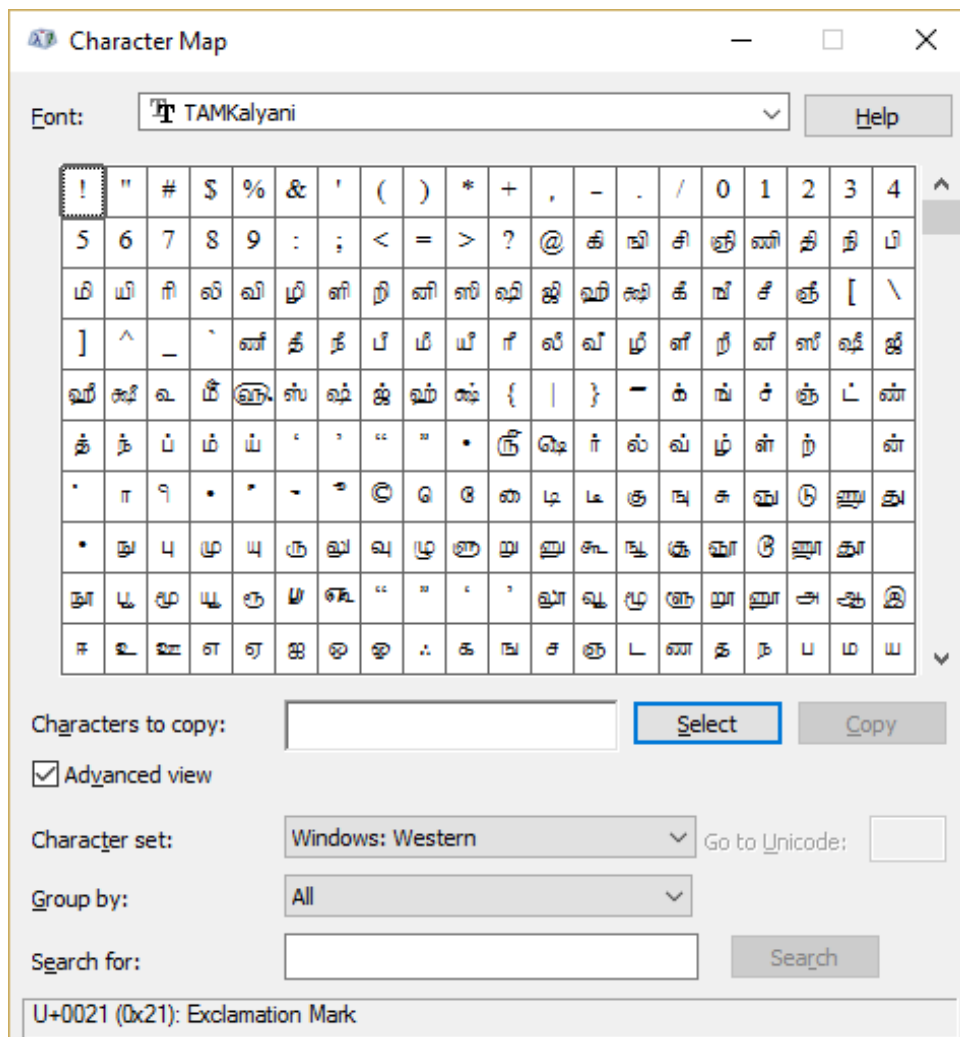 Character Map
Font: TAMKalyani Help
! " # $ % & ' ( ) * + , - . / 0 1 2 3 4
5 6 7 8 9 : ; < = > ? @ கி ஙி சி ஞி ணி தி நி பி
மி யி ரி லி வி ழி ளி றி னி ஸி ஷி ஜி ஹி க்ஷி கீ ஙீ சீ ஞீ [ \
] ^ _ ` ணீ தீ நீ பீ மீ யீ ரீ லீ வீ ழீ ளீ றீ னீ ஸீ ஷீ ஜீ
ஹீ க்ஷீ ஸ் ஷ் ஜ் ஹ் க்ஷ் { | } க் ங் ச் ஞ் ட் ண்
த் ந் ப் ம் ய் ‘ ’ “ ” • ர் ல் வ் ழ் ள் ற் ன்
ா © ெ ே ை டி டீ கு ஙு சு ஞு டு ணு து
• நு பு மு யு ரு லு வு ழு ளு று னு கூ ஙூ சூ ஞூ டூ ணூ தூ
நூ பூ மூ யூ ரூ “ ” ‘ ’ லூ வூ ழூ ளூ றூ னூ அ ஆ இ
ஈ உ ஊ எ ஏ ஐ ஒ ஓ ஃ க ங ச ஞ ட ண த ந ப ம ய
Characters to copy: Select Copy
Advanced view
Character set: Windows: Western Go to Unicode:
Group by: All
Search for: Search
U+0021 (0x21): Exclamation Mark